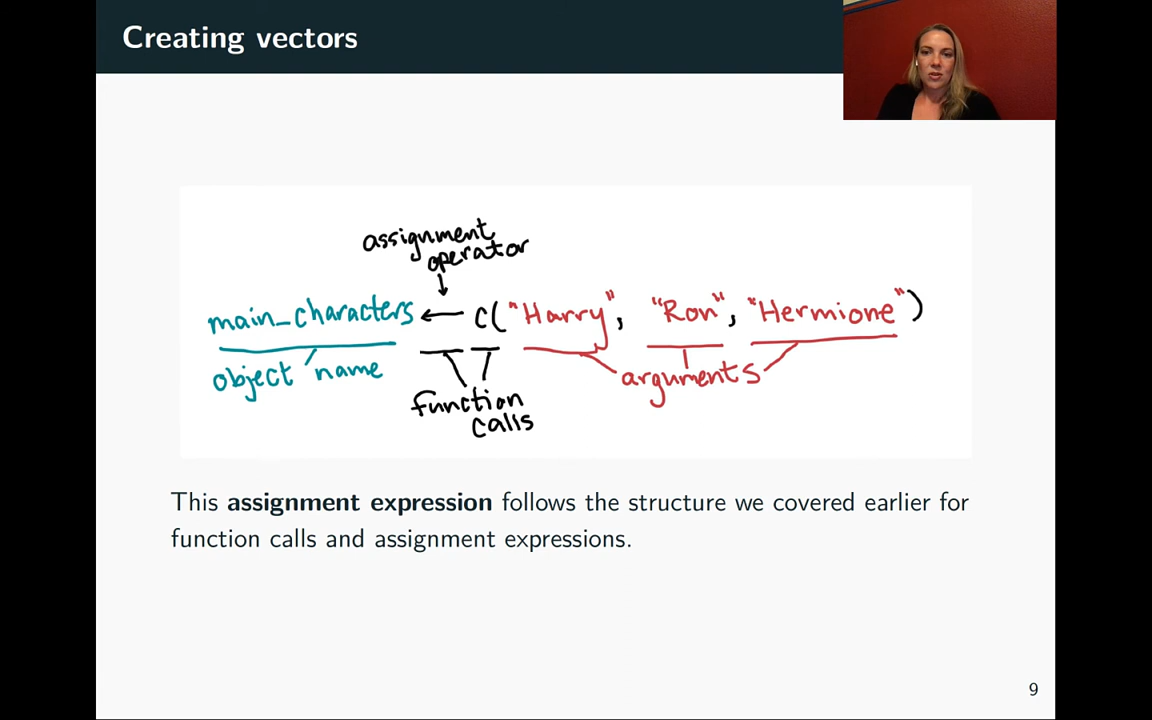 Creating vectors
assignment
operator
main_characters ← c("Harry", "Ron", "Hermione")
object name
arguments
function
calls
This assignment expression follows the structure we covered earlier for
function calls and assignment expressions.
9